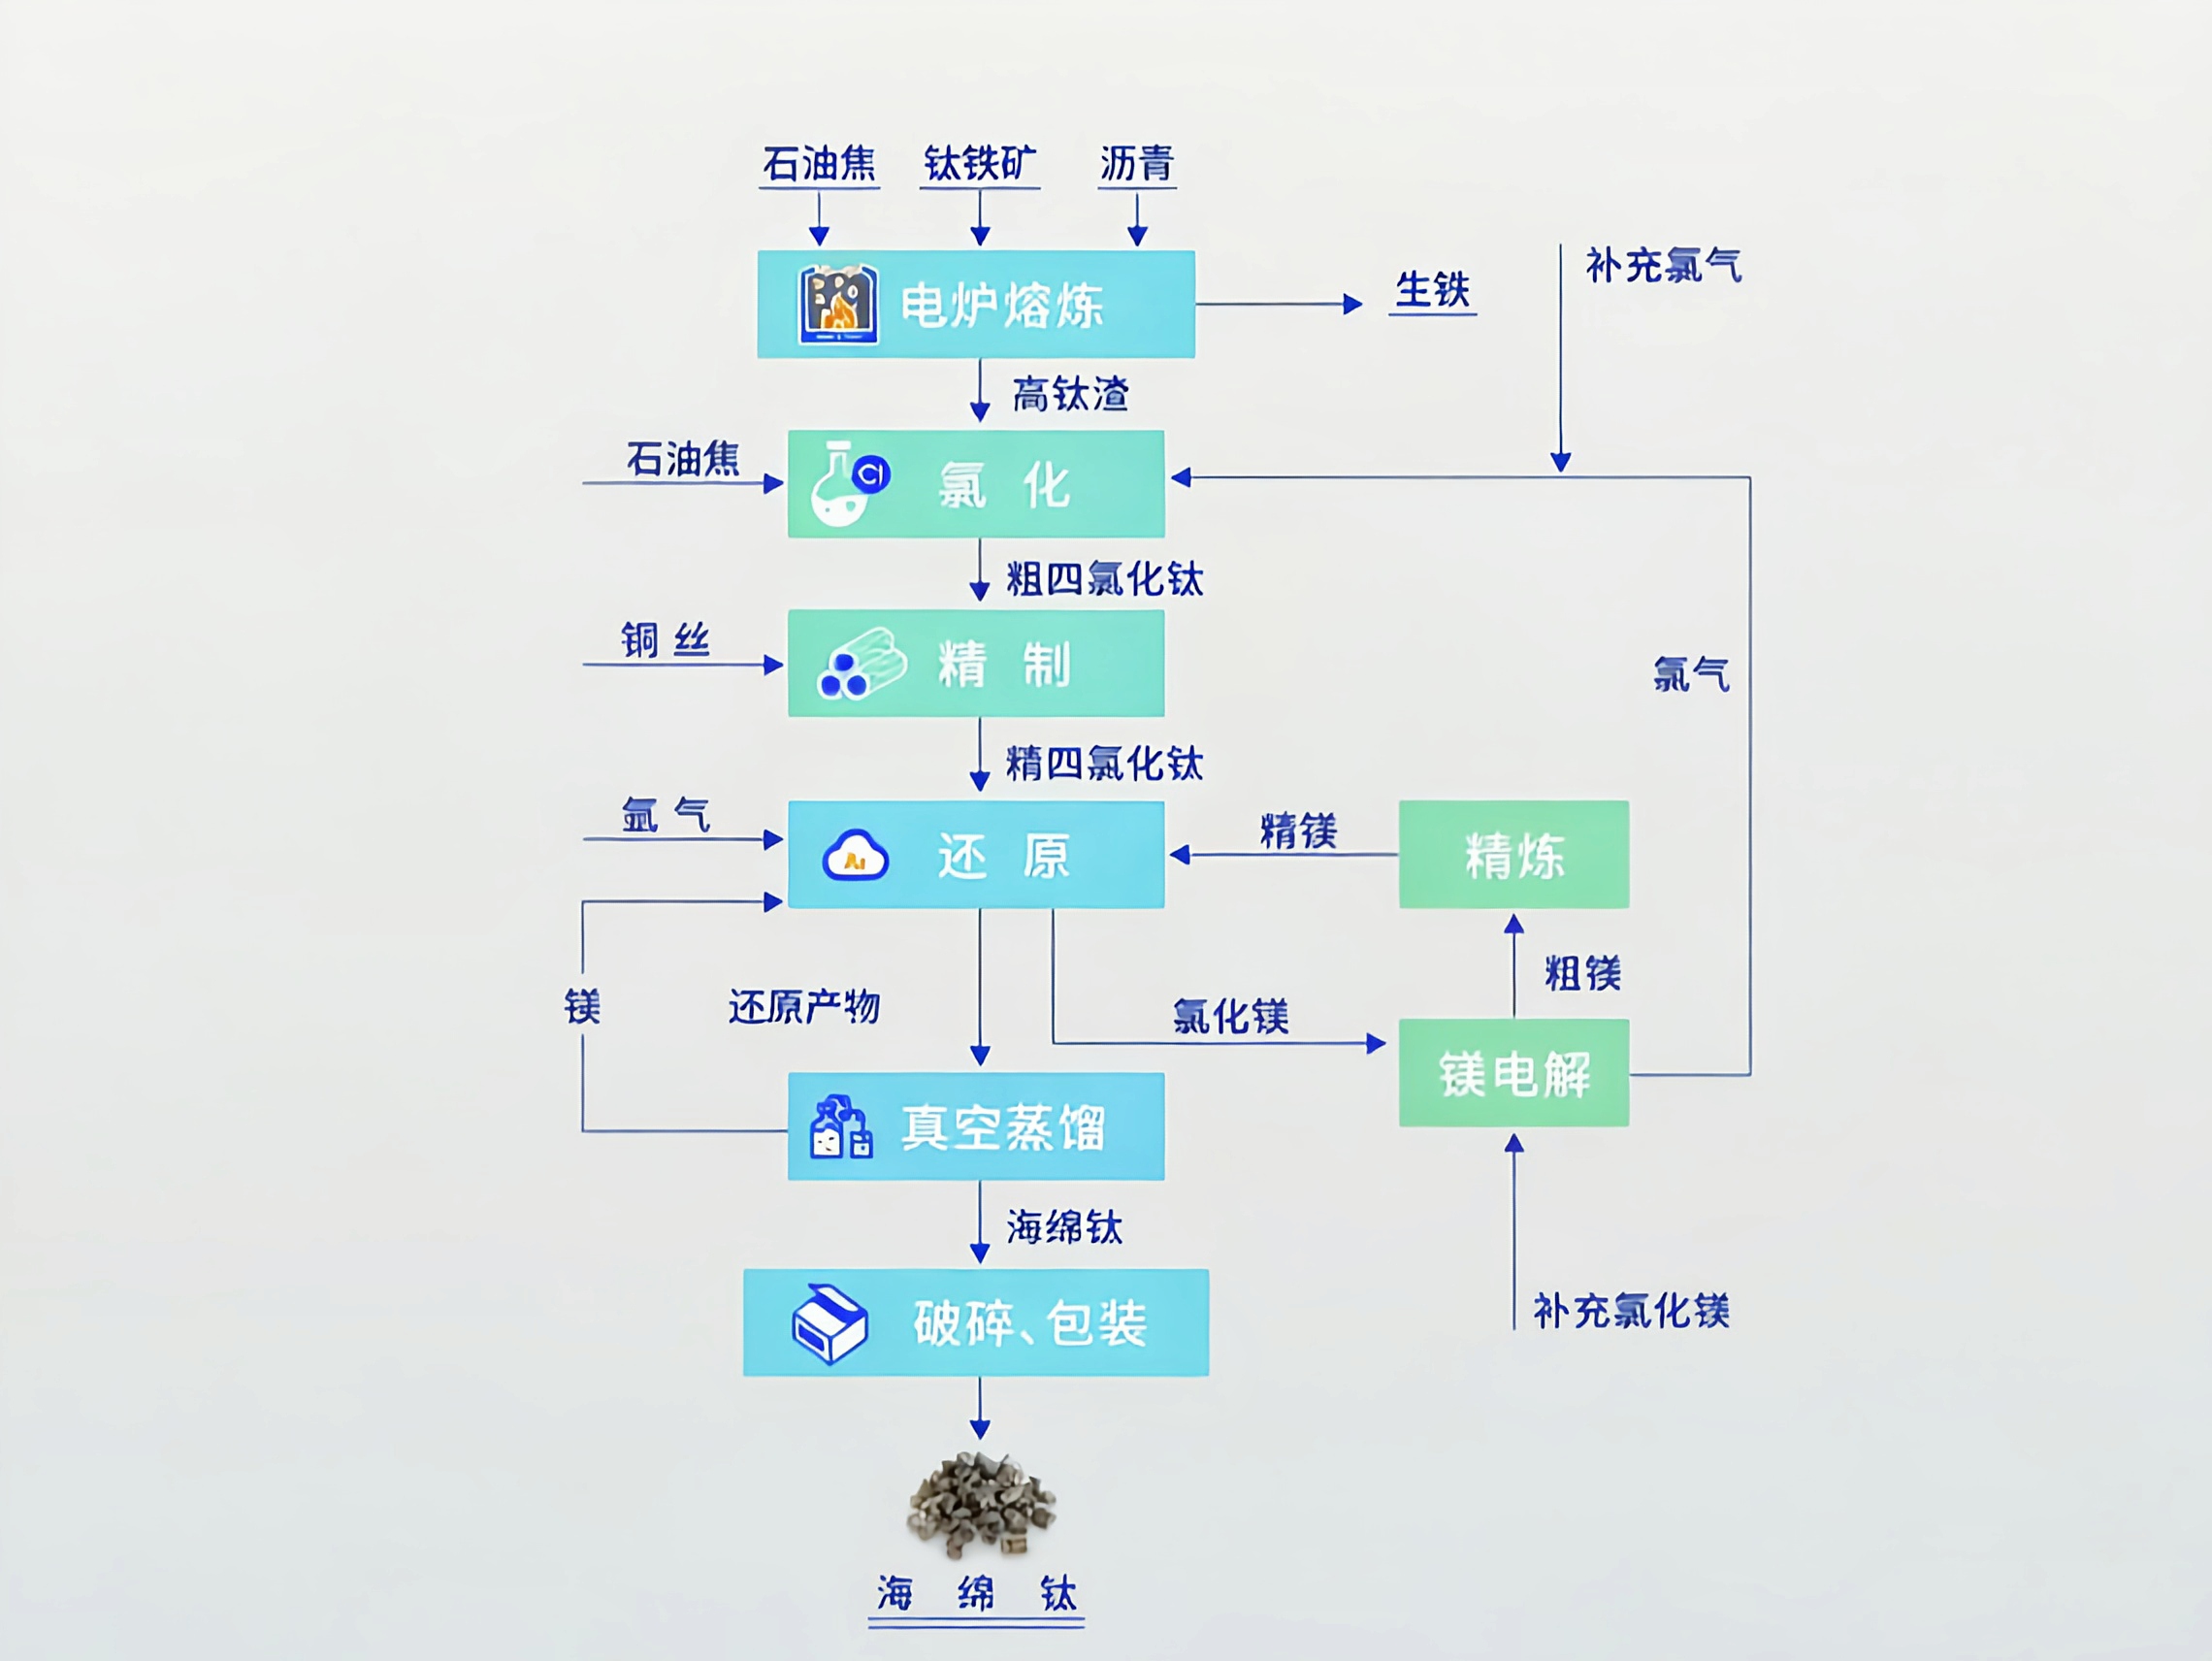 石油焦 钛铁矿 沥青
电炉熔炼
生铁
补充氯气
高钛渣
石油焦
Cl
氯 化
粗四氯化钛
铜 丝
精 制
氯气
精四氯化钛
氩 气
还 原
精镁
精炼
镁
还原产物
粗镁
氯化镁
镁电解
真空蒸馏
海绵钛
补充氯化镁
破碎、包装
海 绵 钛